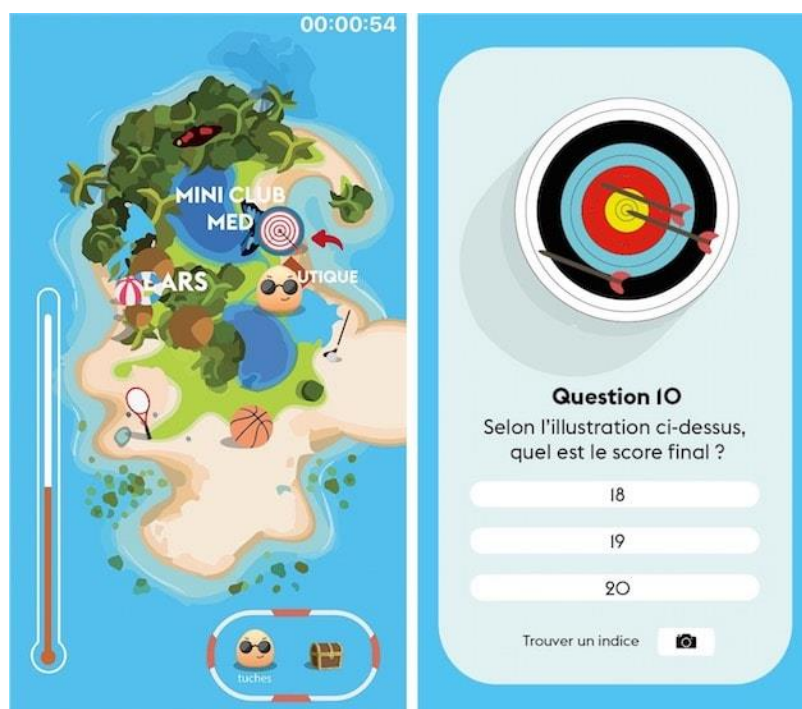 00:00:54
MINI CLUB
MED
UTIQUE
ARS
tuches
Question 10
Selon l'illustration ci-dessus,
quel est le score final ?
18
19
20
Trouver un indice